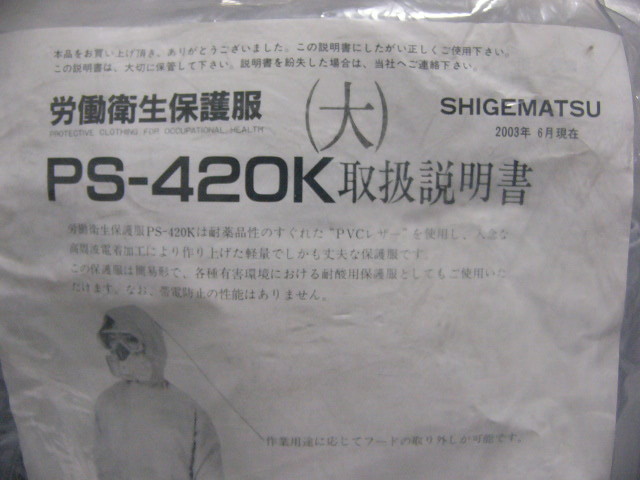 本品をお買い上げ頂き、ありがとうございました。この説明書にしたがい正しくご使用下さい。
この説明書は、大切に保管して下さい。説明書を紛失した場合は、当社へご連絡下さい。
労働衛生保護服
PROTECTIVE CLOTHING FOR OCCUPATIONAL HEALTH
(大)
SHIGEMATSU
2003年 6月現在
PS-420K取扱説明書
労働衛生保護服PS-420Kは耐薬品性のすぐれた"PVCレザー"を使用し、入念な
高周波電着加工により作り上げた軽量でしかも丈夫な保護服です。
この保護服は簡易形で、各種有害環境における耐酸用保護服としてもご使用いた
だけます。なお、帯電防止の性能はありません。
作業用途に応じてフードの取り外しが可能です。